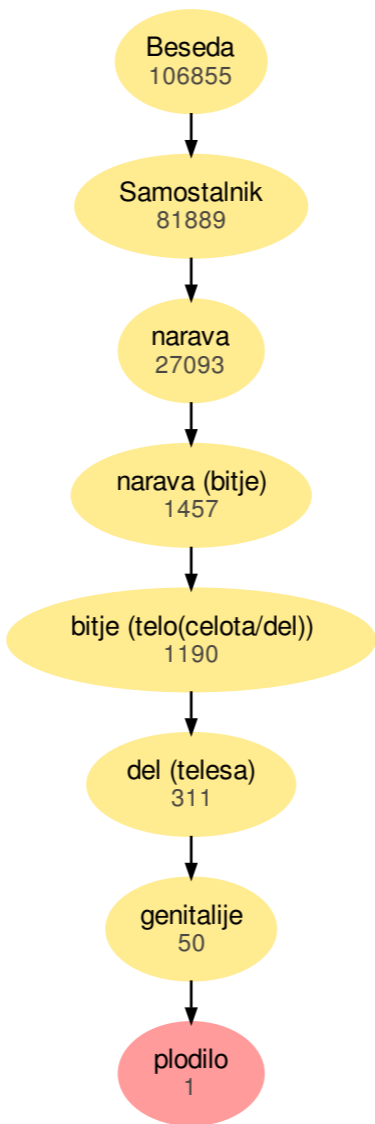 Beseda
106855
Samostalnik
81889
narava
27093
narava (bitje)
1457
bitje (telo(celota/del))
1190
del (telesa)
311
genitalije
50
plodilo
1